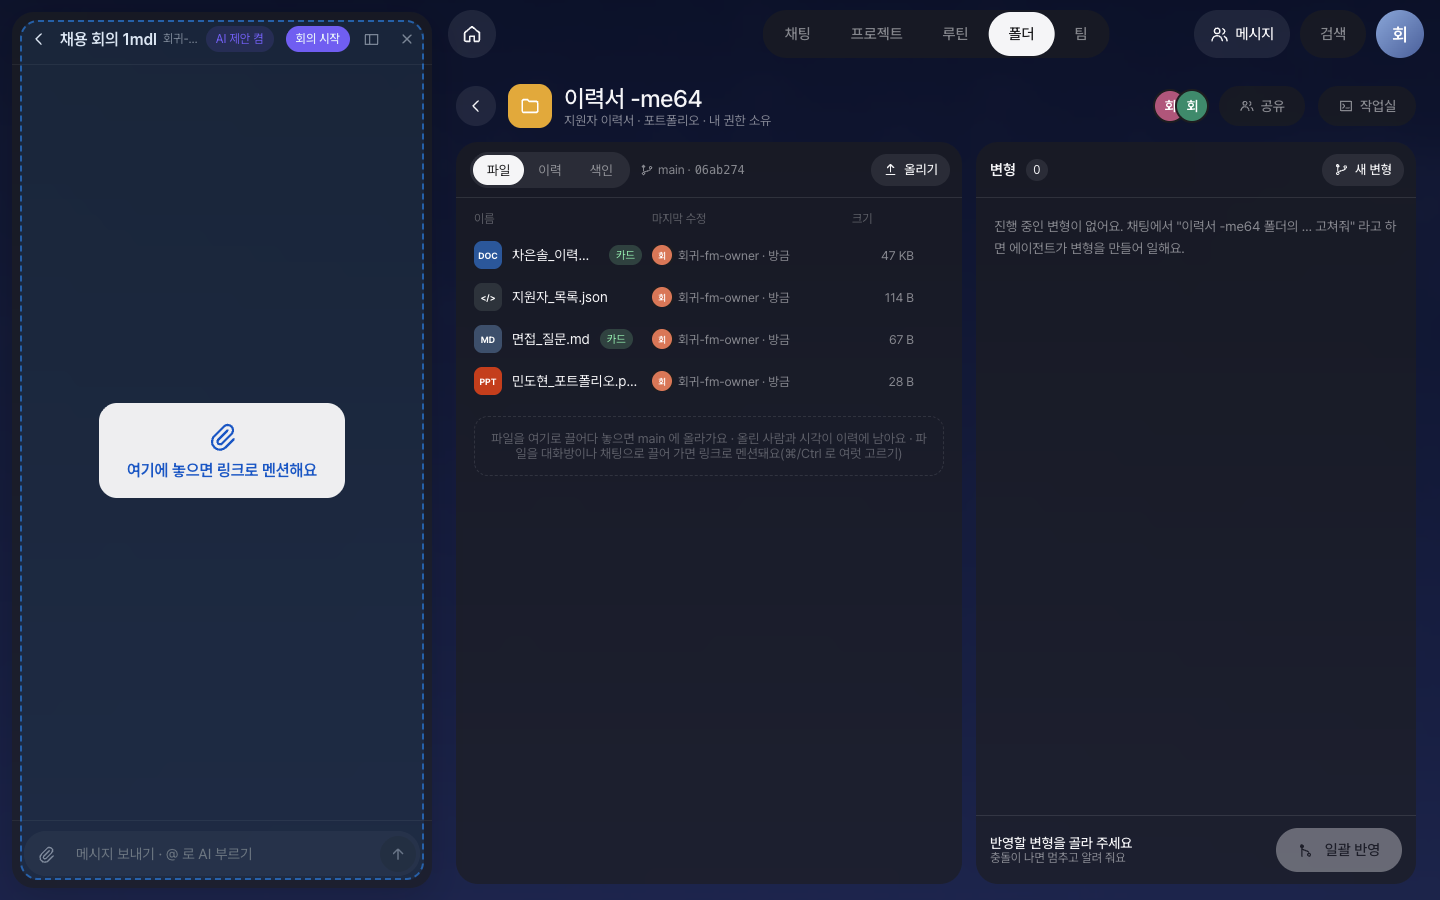 채용 회의 1mdl 회귀-... AI 제안 켬 회의 시작
여기에 놓으면 링크로 멘션해요
메시지 보내기 · @ 로 AI 부르기
채팅 프로젝트 루틴 폴더 팀 메시지 검색 회
이력서 -me64
지원자 이력서 · 포트폴리오 · 내 권한 소유
회 회 공유 작업실
파일 이력 색인 main · 06ab274 올리기
이름 마지막 수정 크기
DOC 차은솔_이력... 카드 회 회귀-fm-owner · 방금 47 KB
</> 지원자_목록.json 회 회귀-fm-owner · 방금 114 B
MD 면접_질문.md 카드 회 회귀-fm-owner · 방금 67 B
PPT 민도현_포트폴리오.p... 회 회귀-fm-owner · 방금 28 B
파일을 여기로 끌어다 놓으면 main 에 올라가요 · 올린 사람과 시각이 이력에 남아요 · 파
일을 대화방이나 채팅으로 끌어 가면 링크로 멘션돼요(⌘/Ctrl 로 여럿 고르기)
변형 0 새 변형
진행 중인 변형이 없어요. 채팅에서 "이력서 -me64 폴더의 ... 고쳐줘" 라고 하
면 에이전트가 변형을 만들어 일해요.
반영할 변형을 골라 주세요
충돌이 나면 멈추고 알려 줘요
일괄 반영